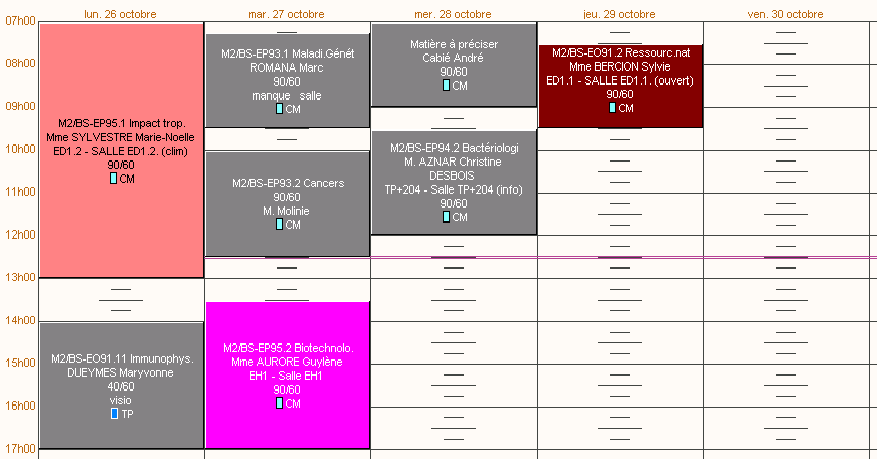 lun. 26 octobre
mar. 27 octobre
mer. 28 octobre
jeu. 29 octobre
ven. 30 octobre
07h00
08h00
09h00
10h00
11h00
12h00
13h00
14h00
15h00
16h00
17h00
M2/BS-EP95.1 Impact trop.
Mme SYLVESTRE Marie-Noelle
ED1.2 - SALLE ED1.2. (clim)
90/60
CM
M2/BS-EO91.11 Immunophys.
DUEYMES Maryvonne
40/60
visio
TP
M2/BS-EP93.1 Maladi.Génét
ROMANA Marc
90/60
manque salle
CM
M2/BS-EP93.2 Cancers
90/60
M. Molinie
CM
M2/BS-EP95.2 Biotechnolo.
Mme AURORE Guylène
EH1 - Salle EH1
90/60
CM
Matière à préciser
Cabié André
90/60
CM
M2/BS-EP94.2 Bactériologi
M. AZNAR Christine
DESBOIS
TP+204 - Salle TP+204 (info)
90/60
CM
M2/BS-EO91.2 Ressourc.nat
Mme BERCION Sylvie
ED1.1 - SALLE ED1.1. (ouvert)
90/60
CM